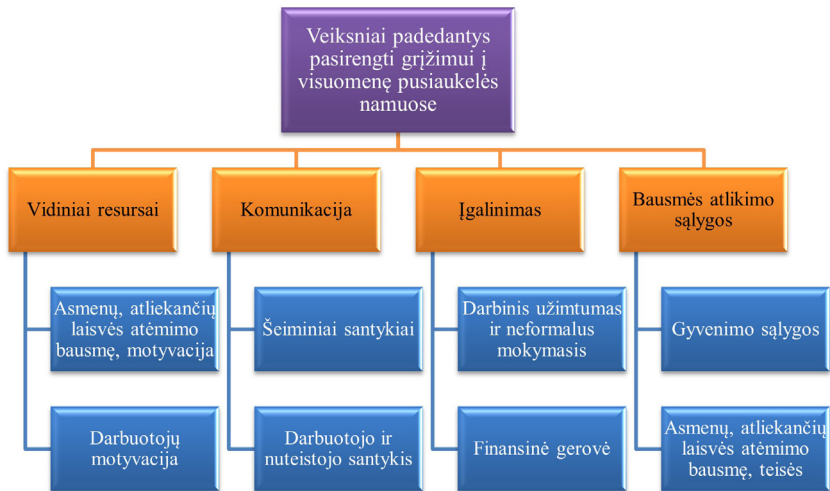 Veiksniai padedantys
pasirengti grįžimui į
visuomenę pusiaukelės
namuose
Vidiniai resursai
Komunikacija
Įgalinimas
Bausmės atlikimo
sąlygos
Asmenų, atliekančių
laisvės atėmimo
bausmę, motyvacija
Šeiminiai santykiai
Darbinis užimtumas
ir neformalus
mokymasis
Gyvenimo sąlygos
Darbuotojų
motyvacija
Darbuotojo ir
nuteistojo santykis
Finansinė gerovė
Asmenų, atliekančių
laisvės atėmimo
bausmę, teisės